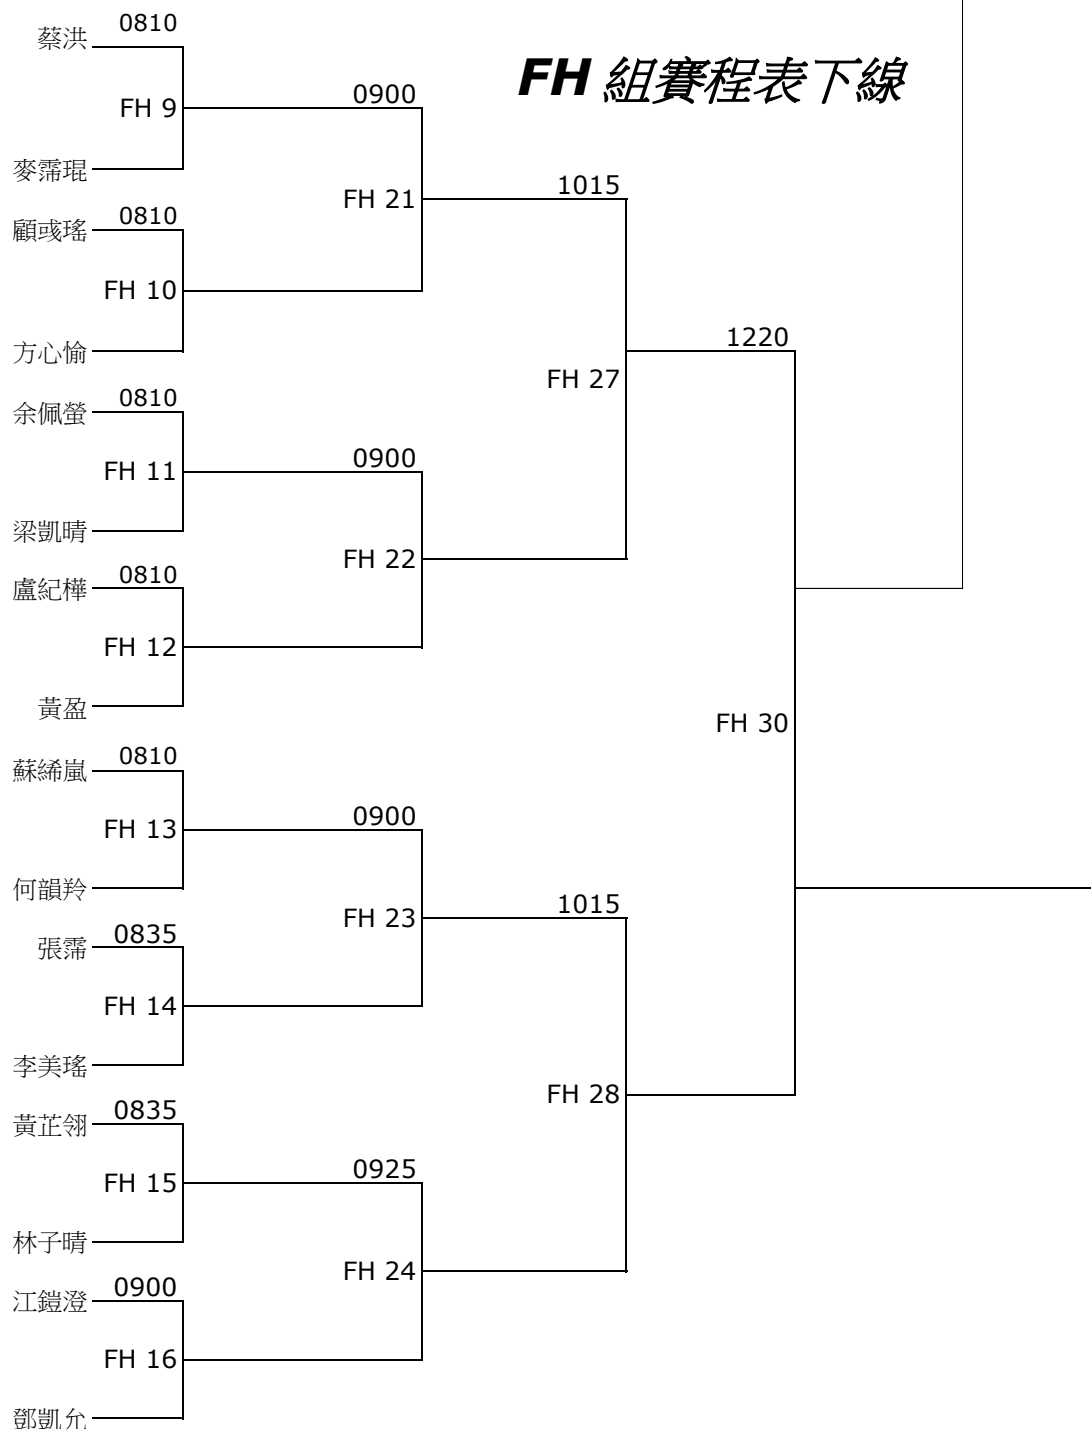 0810
蔡洪
FH 組賽程表下線
FH 9
0900
麥霈琨
FH 21
1015
顧彧瑤
0810
FH 10
方心愉
1220
FH 27
余佩螢
0810
FH 11
0900
梁凱晴
FH 22
盧紀樺
0810
FH 12
黃盈
FH 30
蘇絺嵐
0810
FH 13
0900
何韻羚
FH 23
1015
張霈
0835
FH 14
李美瑤
FH 28
黃芷翎
0835
FH 15
0925
林子晴
FH 24
江鎧澄
0900
FH 16
鄧凱允